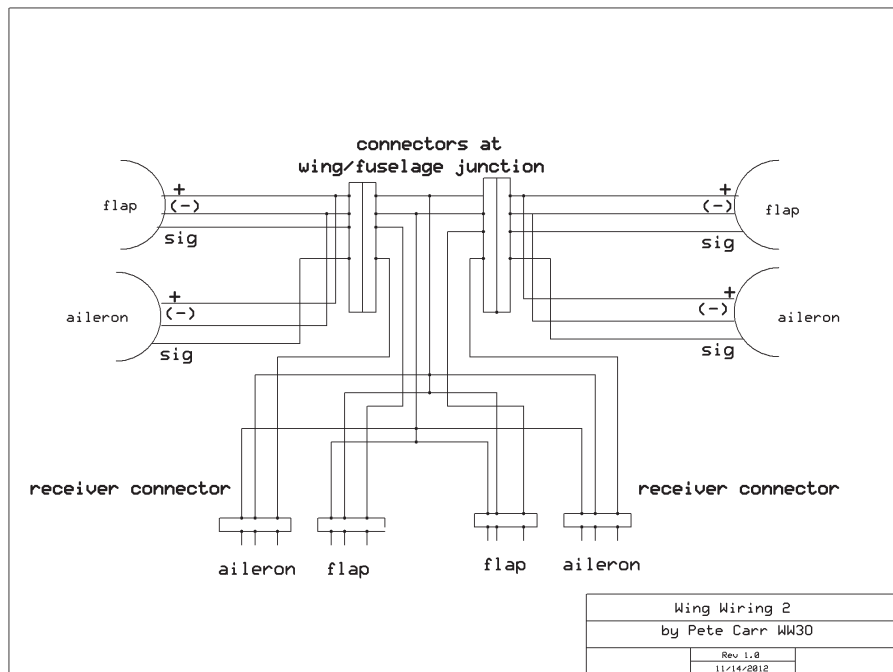 connectors at
wing/fuselage junction
+
flap
(-)
sig
+
(-)
flap
sig
+
aileron
(-)
sig
+
(-)
aileron
sig
receiver connector
receiver connector
aileron
flap
flap
aileron
Wing Wiring 2
by Pete Carr WW3O
Rev 1.0
11/14/2012